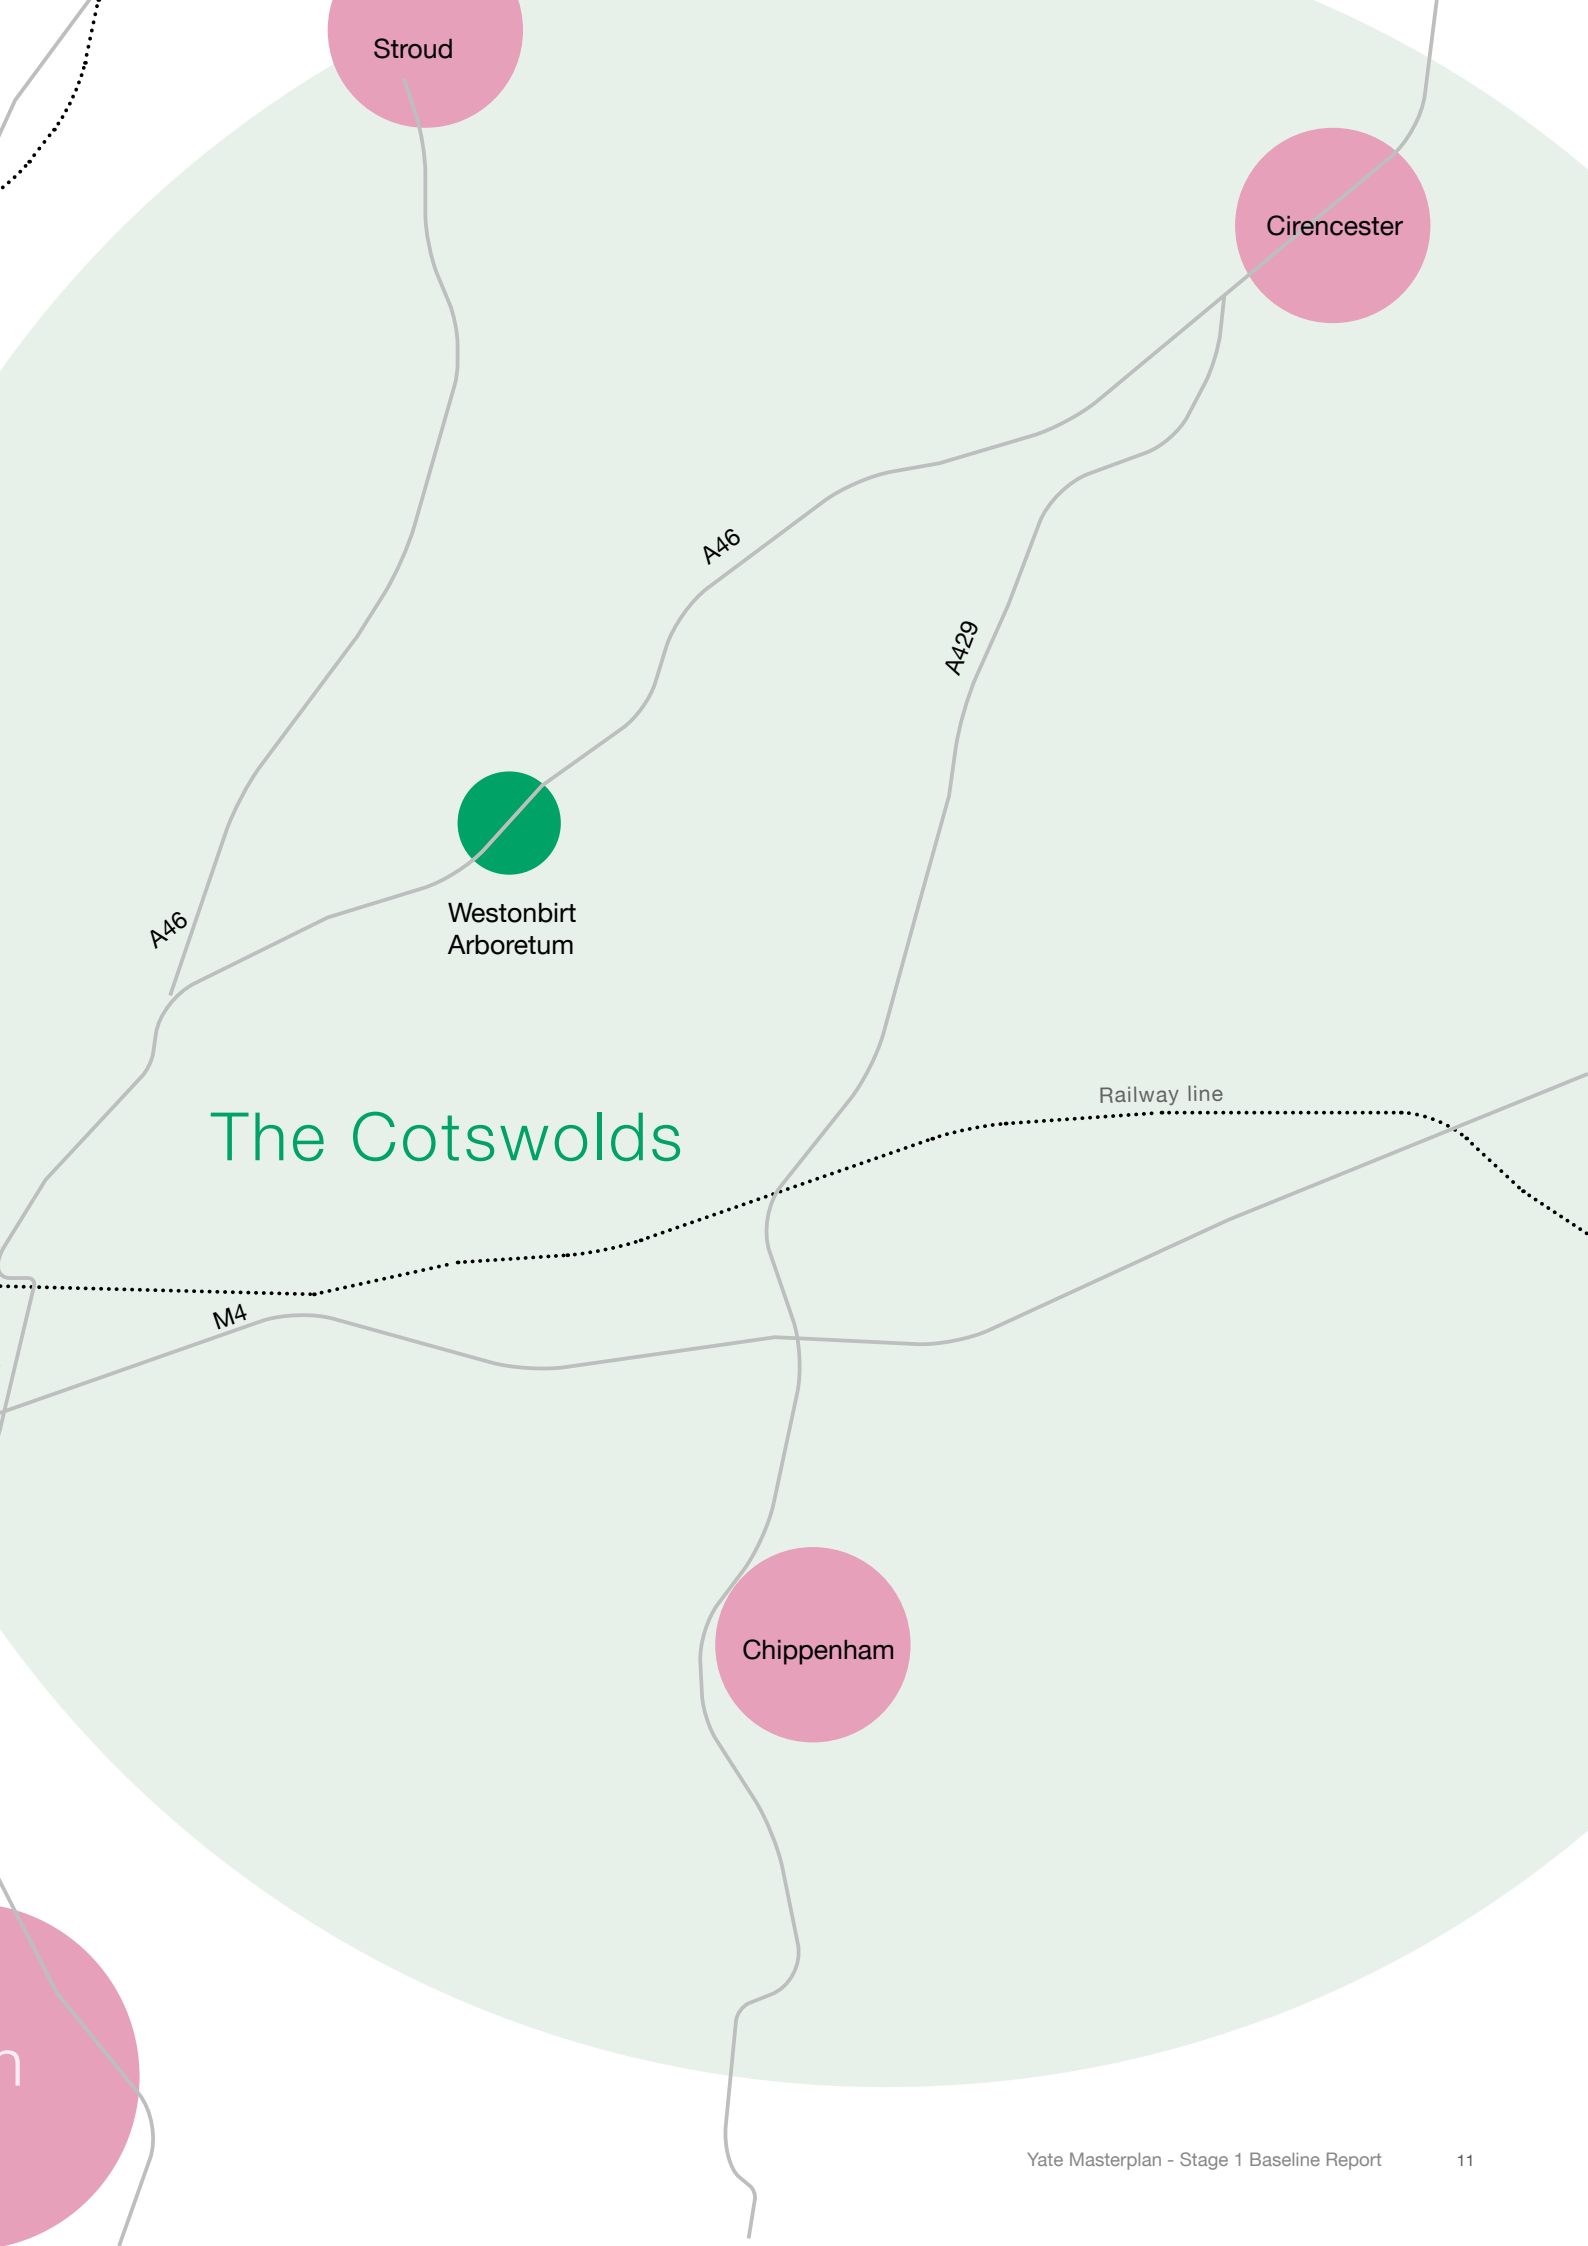 Stroud
Cirencester
A46
A429
Westonbirt
Arboretum
A46
Railway line
The Cotswolds
M4
Chippenham
n
Yate Masterplan - Stage 1 Baseline Report 11